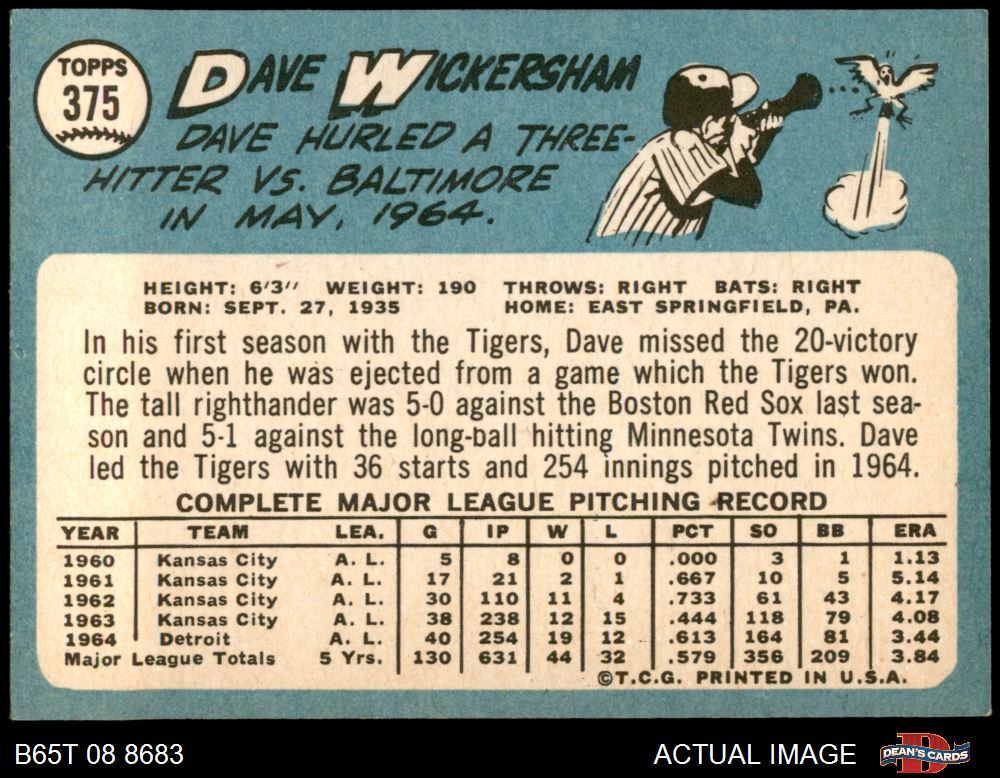 TOPPS
375
DAVE WICKERSHAM
DAVE HURLED A THREE-
HITTER VS. BALTIMORE
IN MAY, 1964.
HEIGHT: 6'3" WEIGHT: 190 THROWS: RIGHT BATS: RIGHT
BORN: SEPT. 27, 1935 HOME: EAST SPRINGFIELD, PA.
In his first season with the Tigers, Dave missed the 20-victory
circle when he was ejected from a game which the Tigers won.
The tall righthander was 5-0 against the Boston Red Sox last sea-
son and 5-1 against the long-ball hitting Minnesota Twins. Dave
led the Tigers with 36 starts and 254 innings pitched in 1964.
COMPLETE MAJOR LEAGUE PITCHING RECORD
YEAR TEAM LEA. G IP W L PCT SO BB ERA
1960 Kansas City A. L. 5 8 0 0 .000 3 1 1.13
1961 Kansas City A. L. 17 21 2 1 .667 10 5 5.14
1962 Kansas City A. L. 30 110 11 4 .733 61 43 4.17
1963 Kansas City A. L. 38 238 12 15 .444 118 79 4.08
1964 Detroit A. L. 40 254 19 12 .613 164 81 3.44
Major League Totals 5 Yrs. 130 631 44 32 .579 356 209 3.84
©T.C.G. PRINTED IN U.S.A.
B65T 08 8683 ACTUAL IMAGE DEAN'S CARDS